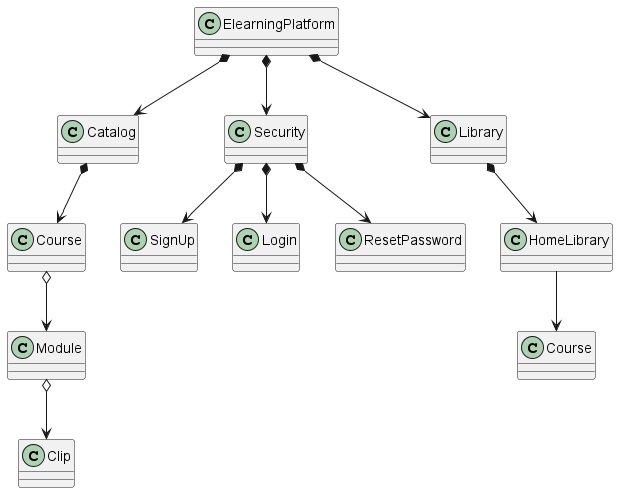 C ElearningPlatform
C Catalog
C Security
C Library
C Course
C SignUp
C Login
C ResetPassword
C HomeLibrary
C Module
C Course
C Clip